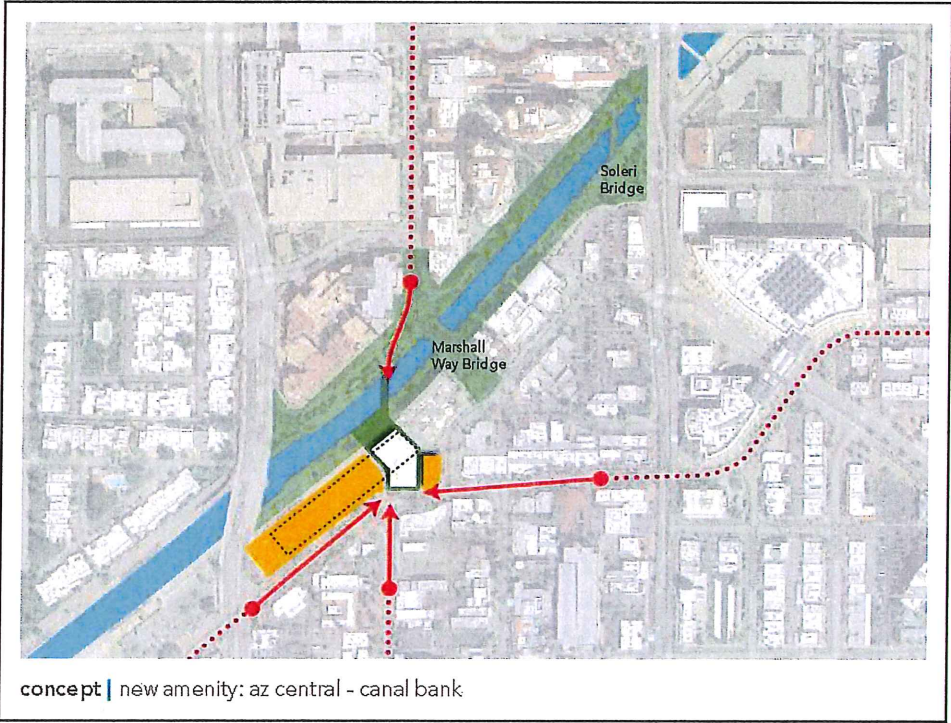 Soleri
Bridge
Marshall
Way Bridge
concept | new amenity: az central - canal bank